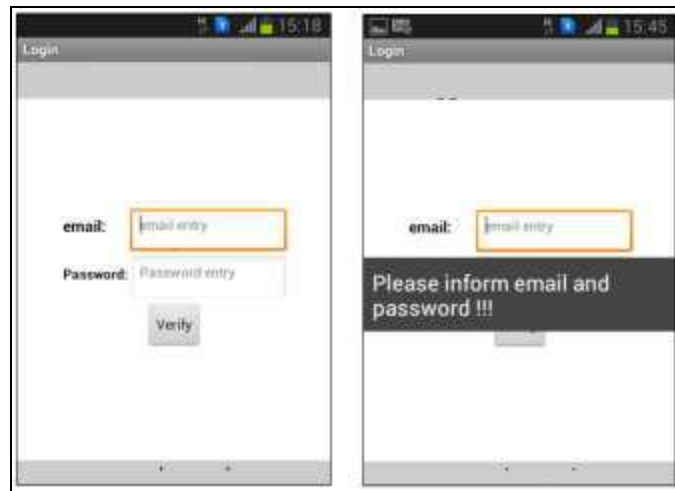 15:18
Login
email:
email entry
Password:
Password entry
Verify
15:45
Login
email:
email entry
Please inform email and
password !!!